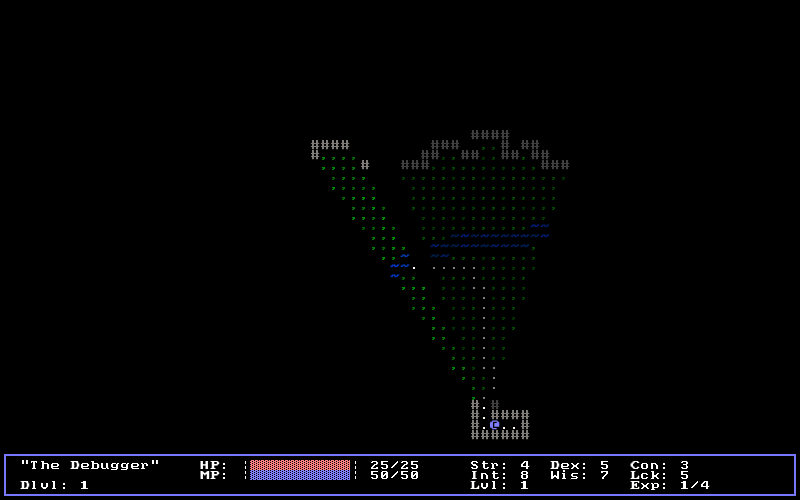 "The Debugger" HP: 25/25 Str: 4 Dex: 5 Con: 3
MP: 50/50 Int: 8 Wis: 7 Lck: 5
Dlvl: 1 Lvl: 1 Exp: 1/4